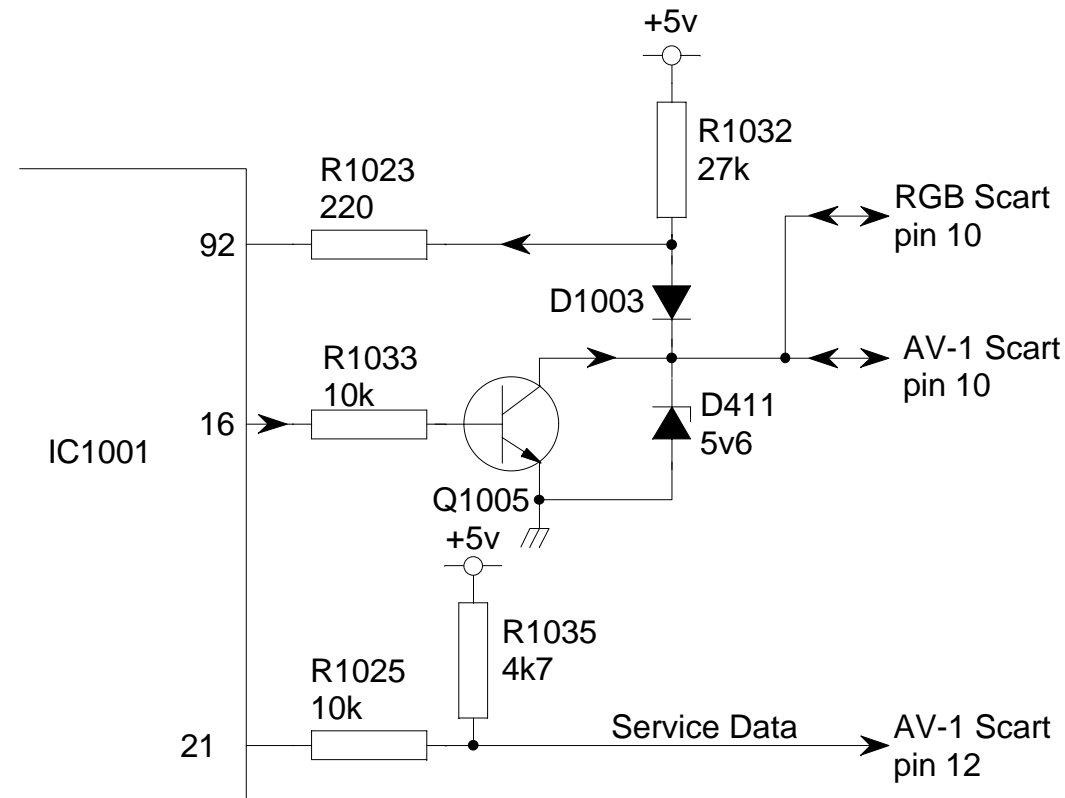 +5v
R1032
27k
R1023
220
92
RGB Scart
pin 10
D1003
R1033
10k
16
AV-1 Scart
pin 10
D411
5v6
IC1001
Q1005
+5v
R1035
4k7
R1025
10k
21
Service Data
AV-1 Scart
pin 12